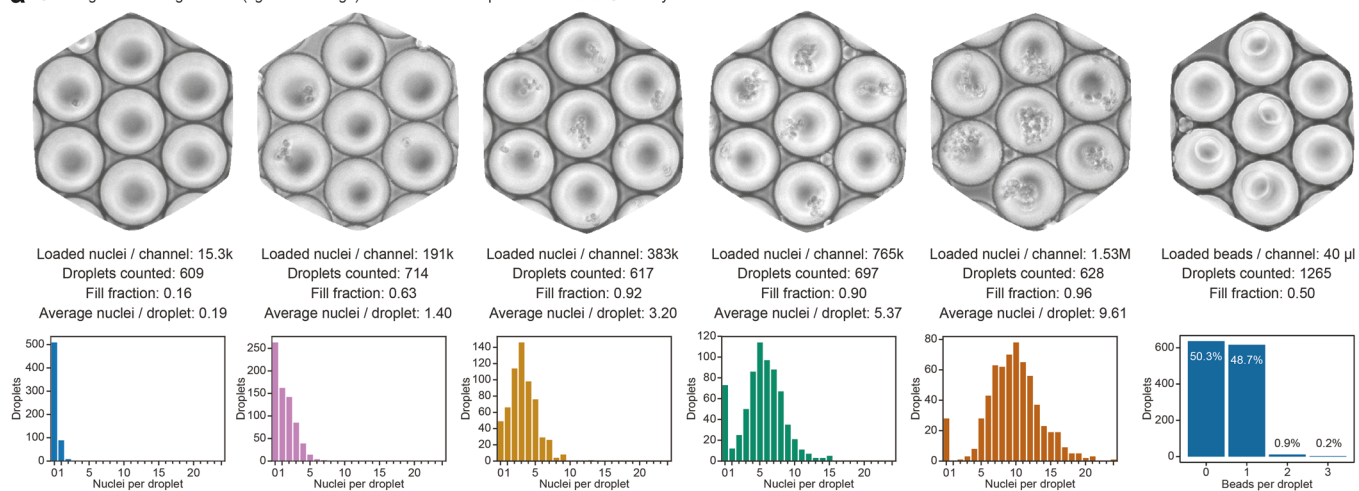 Loaded nuclei / channel: 15.3k
Droplets counted: 609
Fill fraction: 0.16
Average nuclei / droplet: 0.19
Loaded nuclei / channel: 191k
Droplets counted: 714
Fill fraction: 0.63
Average nuclei / droplet: 1.40
Loaded nuclei / channel: 383k
Droplets counted: 617
Fill fraction: 0.92
Average nuclei / droplet: 3.20
Loaded nuclei / channel: 765k
Droplets counted: 697
Fill fraction: 0.90
Average nuclei / droplet: 5.37
Loaded nuclei / channel: 1.53M
Droplets counted: 628
Fill fraction: 0.96
Average nuclei / droplet: 9.61
Loaded beads / channel: 40 µl
Droplets counted: 1265
Fill fraction: 0.50
Droplets
500
400
300
200
100
0
01 5 10 15 20
Nuclei per droplet
Droplets
250
200
150
100
50
0
01 5 10 15 20
Nuclei per droplet
Droplets
140
120
100
80
60
40
20
0
01 5 10 15 20
Nuclei per droplet
Droplets
120
100
80
60
40
20
0
01 5 10 15 20
Nuclei per droplet
Droplets
80
60
40
20
0
01 5 10 15 20
Nuclei per droplet
Droplets
600
400
200
0
50.3%
48.7%
0.9%
0.2%
0 1 2 3
Beads per droplet